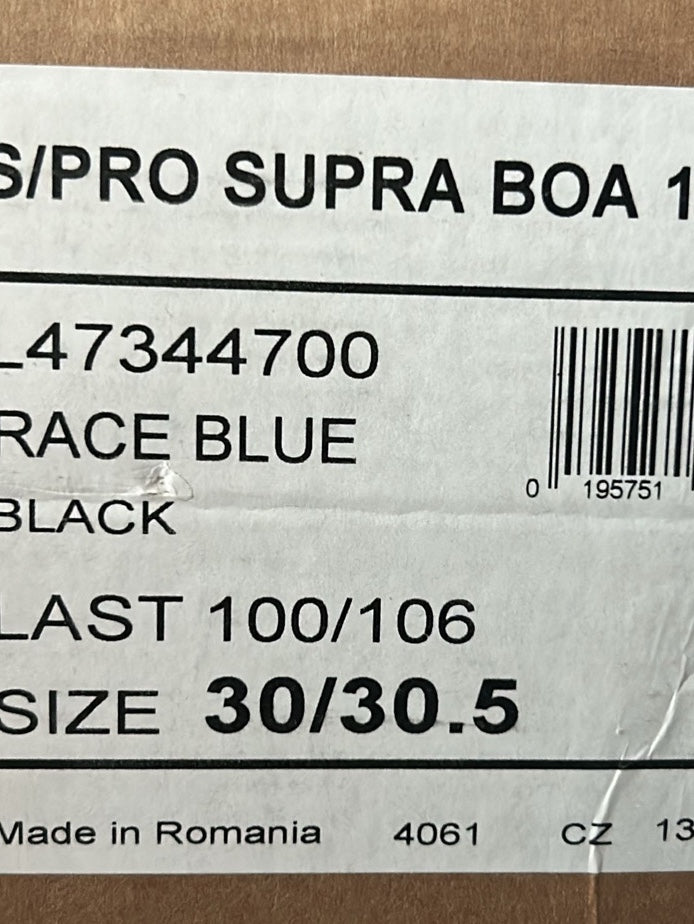 S/PRO SUPRA BOA 1
L47344700
RACE BLUE
BLACK
0 195751
LAST 100/106
SIZE 30/30.5
Made in Romania 4061 CZ 13